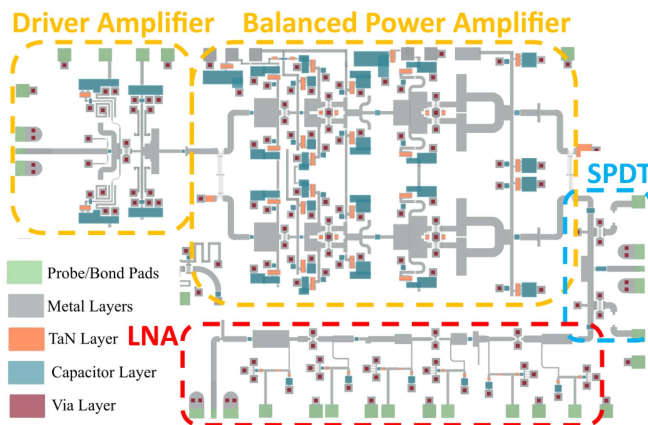 Driver Amplifier
Balanced Power Amplifier
SPDT
Probe/Bond Pads
Metal Layers
TaN Layer
LNA
Capacitor Layer
Via Layer